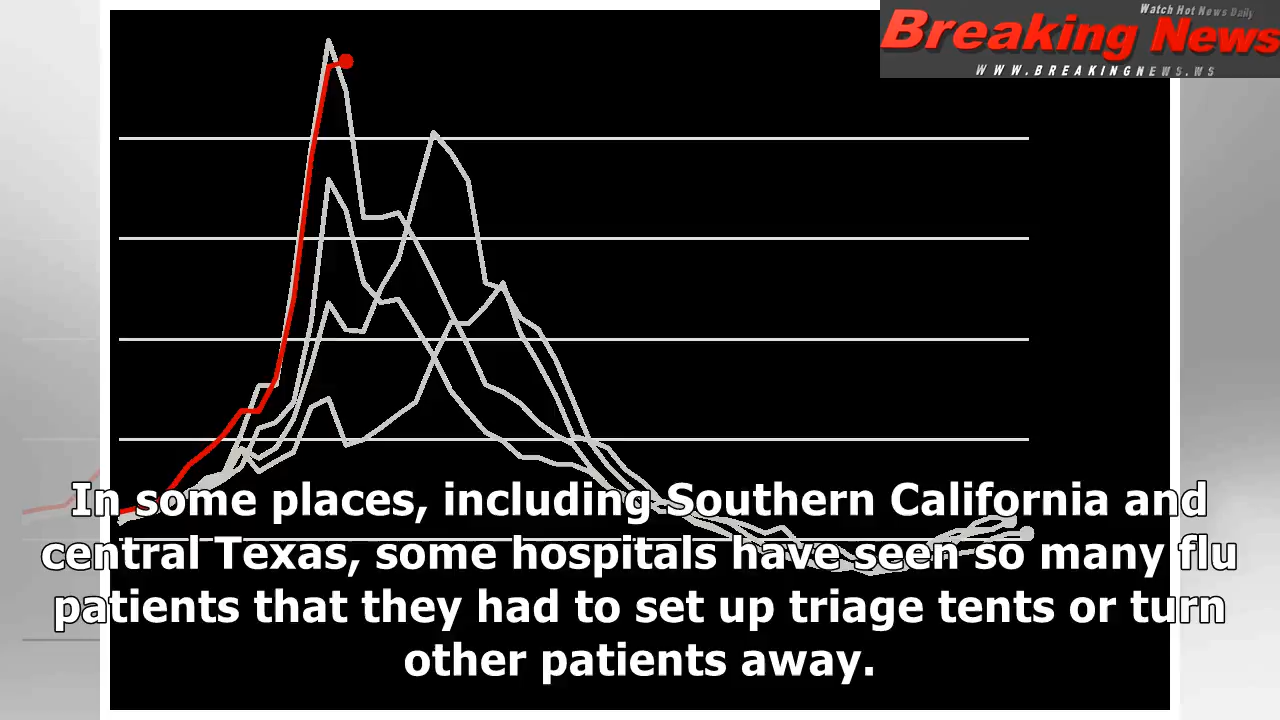 Watch Hot News Daily
Breaking News
WWW.BREAKINGNEWS.WS
In some places, including Southern California and
central Texas, some hospitals have seen so many flu
patients that they had to set up triage tents or turn
other patients away.